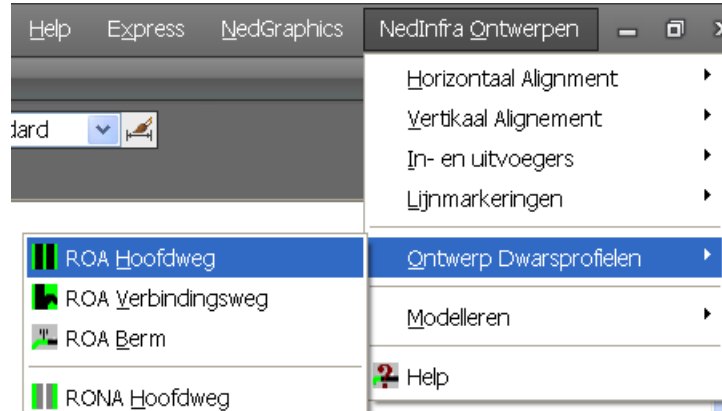 Help Express NedGraphics NedInfra Ontwerpen
Horizontaal Alignment
dard
Vertikaal Alignement
In- en uitvoegers
Lijnmarkeringen
ROA Hoofdweg
Ontwerp Dwarsprofielen
ROA Verbindingsweg
Modelleren
ROA Berm
Help
RONA Hoofdweg